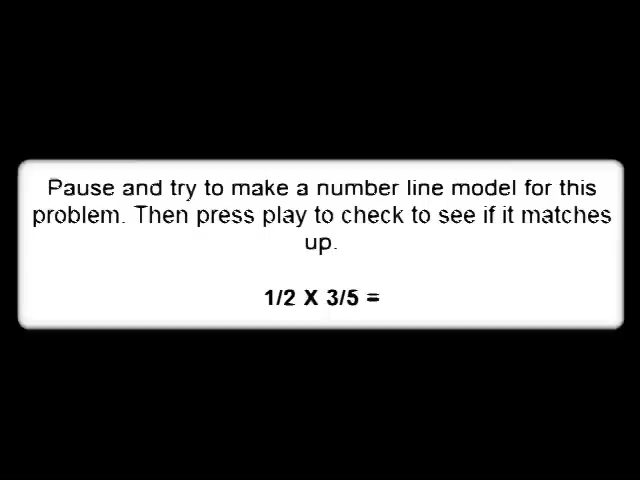 Pause and try to make a number line model for this
problem. Then press play to check to see if it matches
up.
1/2 X 3/5 =